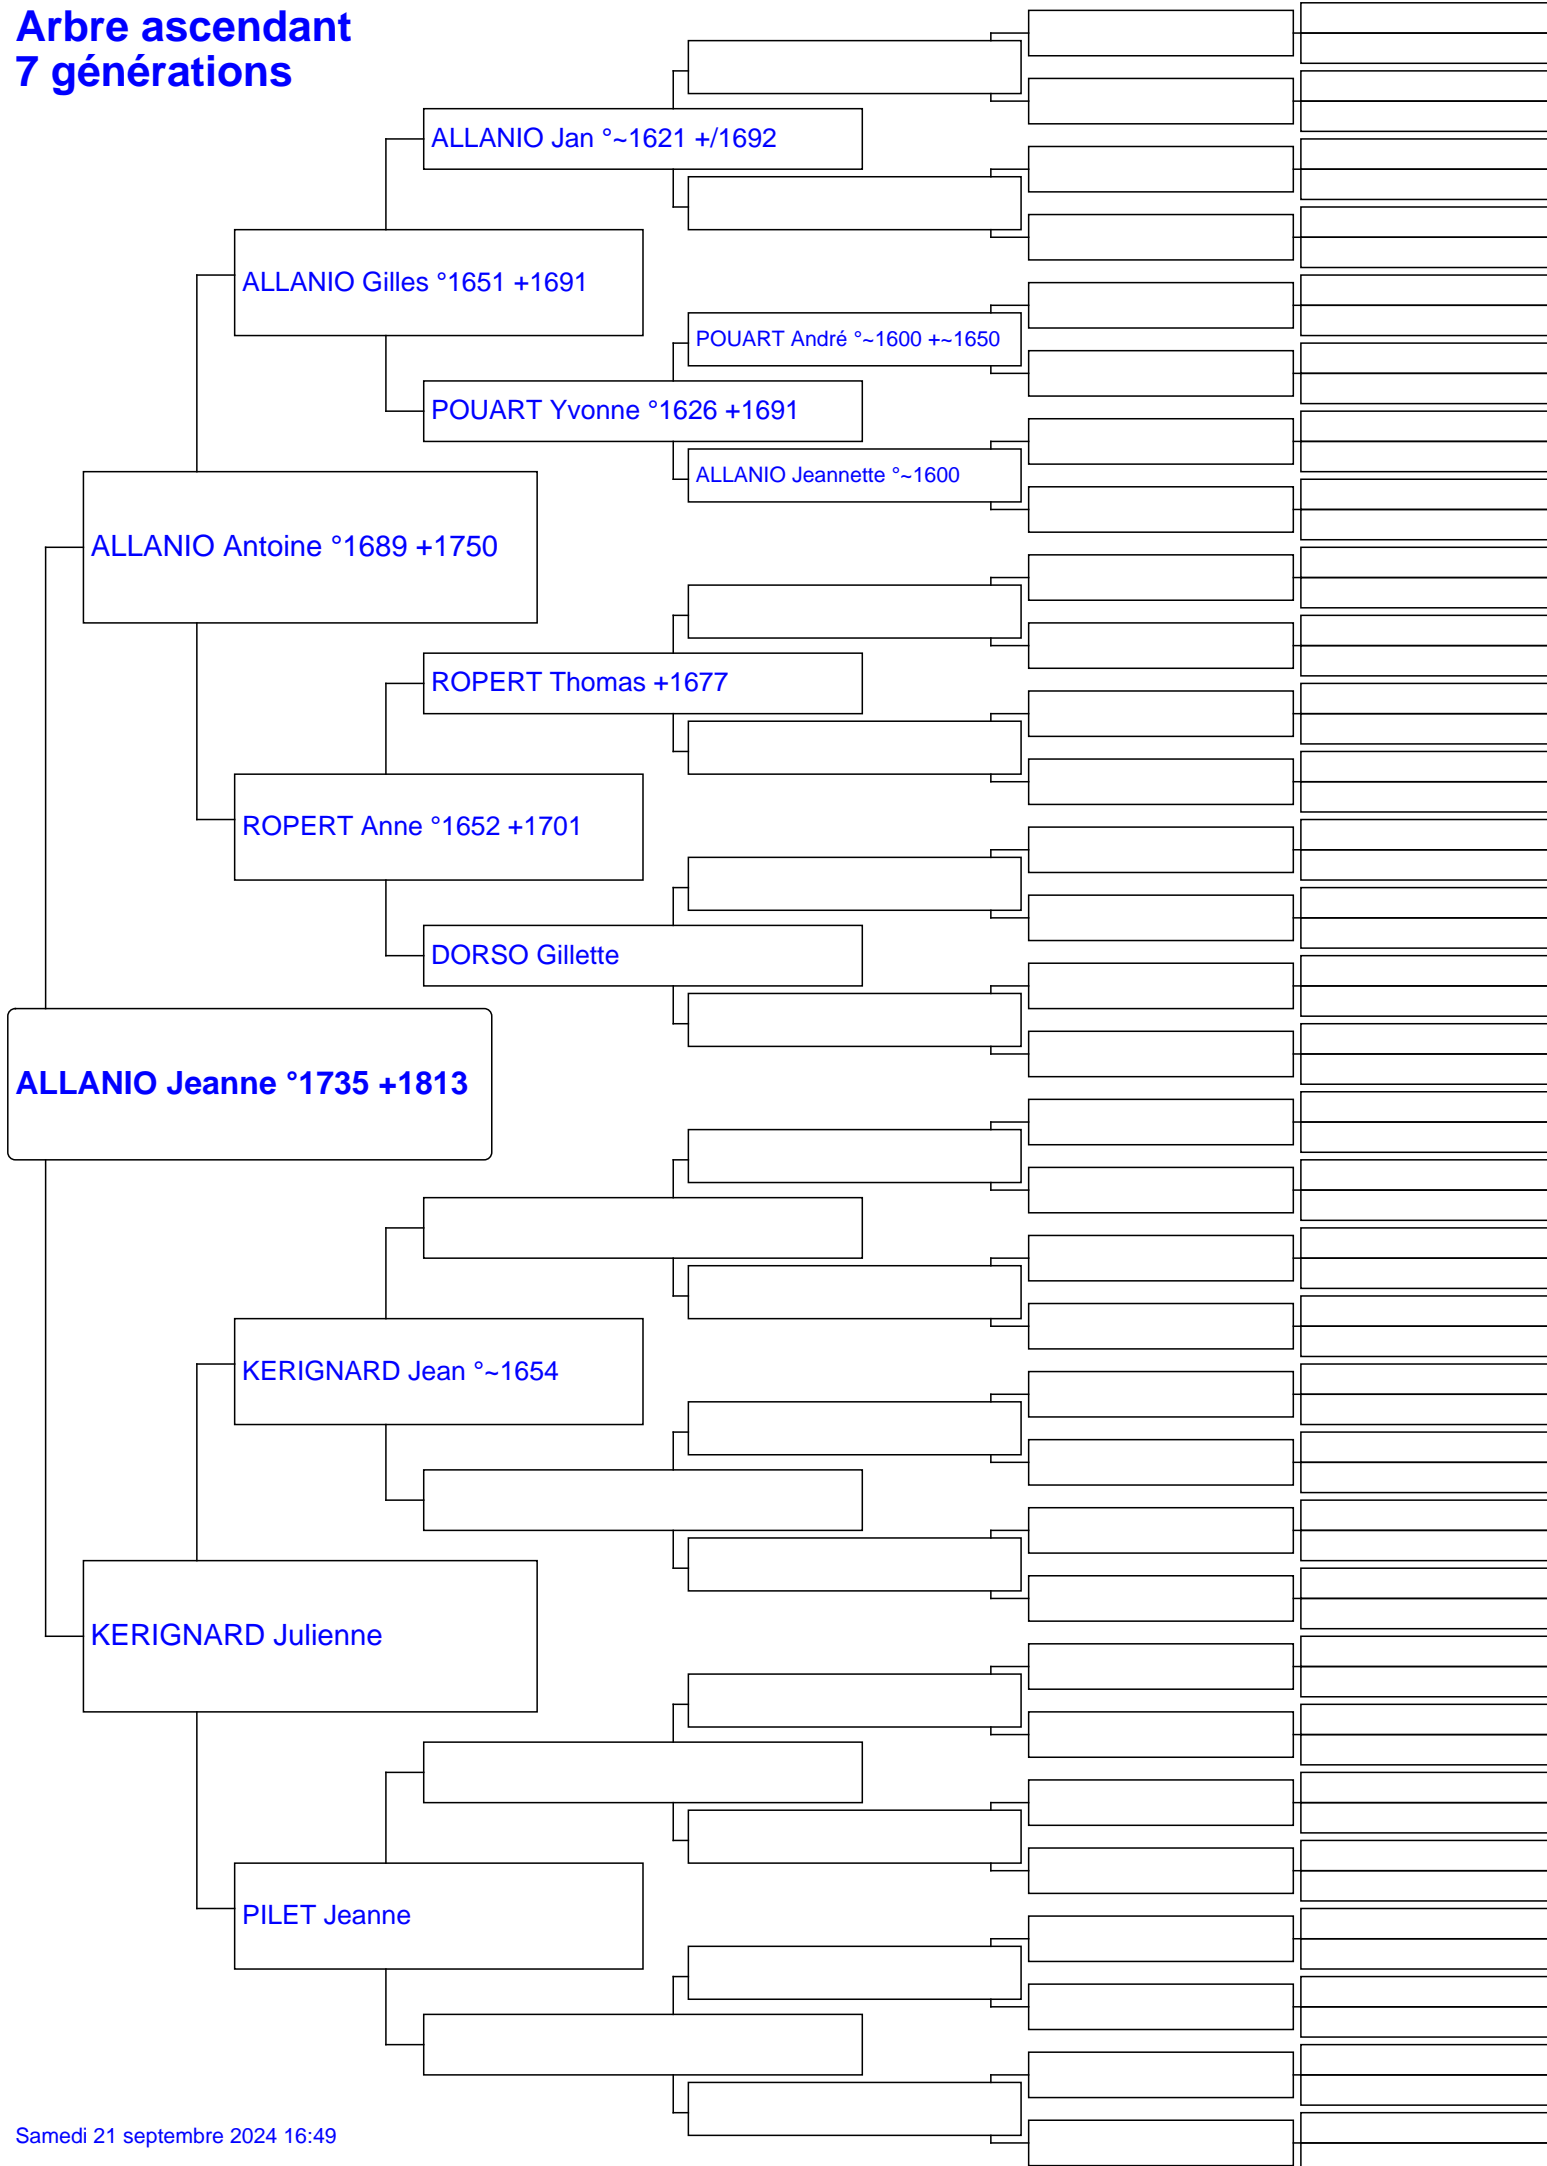 Arbre ascendant
7 générations
ALLANIO Jan °~1621 +/1692
ALLANIO Gilles °1651 +1691
POUART André °~1600 +~1650
POUART Yvonne °1626 +1691
ALLANIO Jeannette °~1600
ALLANIO Antoine °1689 +1750
ROPERT Thomas +1677
ROPERT Anne °1652 +1701
DORSO Gillette
ALLANIO Jeanne °1735 +1813
KERIGNARD Jean °~1654
KERIGNARD Julienne
PILET Jeanne
Samedi 21 septembre 2024 16:49